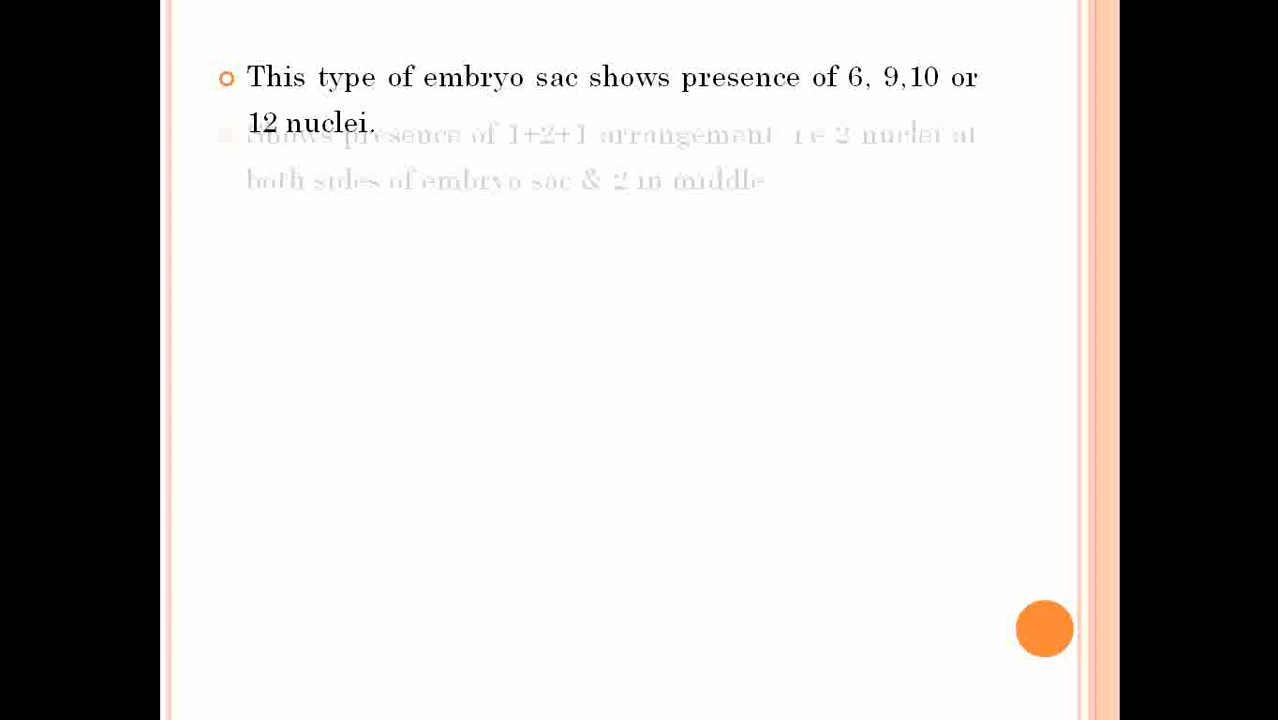 This type of embryo sac shows presence of 6, 9,10 or
12 nuclei.
Shows presence of 1+2+1 arrangement i e 2 nuclei at
both sides of embryo sac & 2 in middle